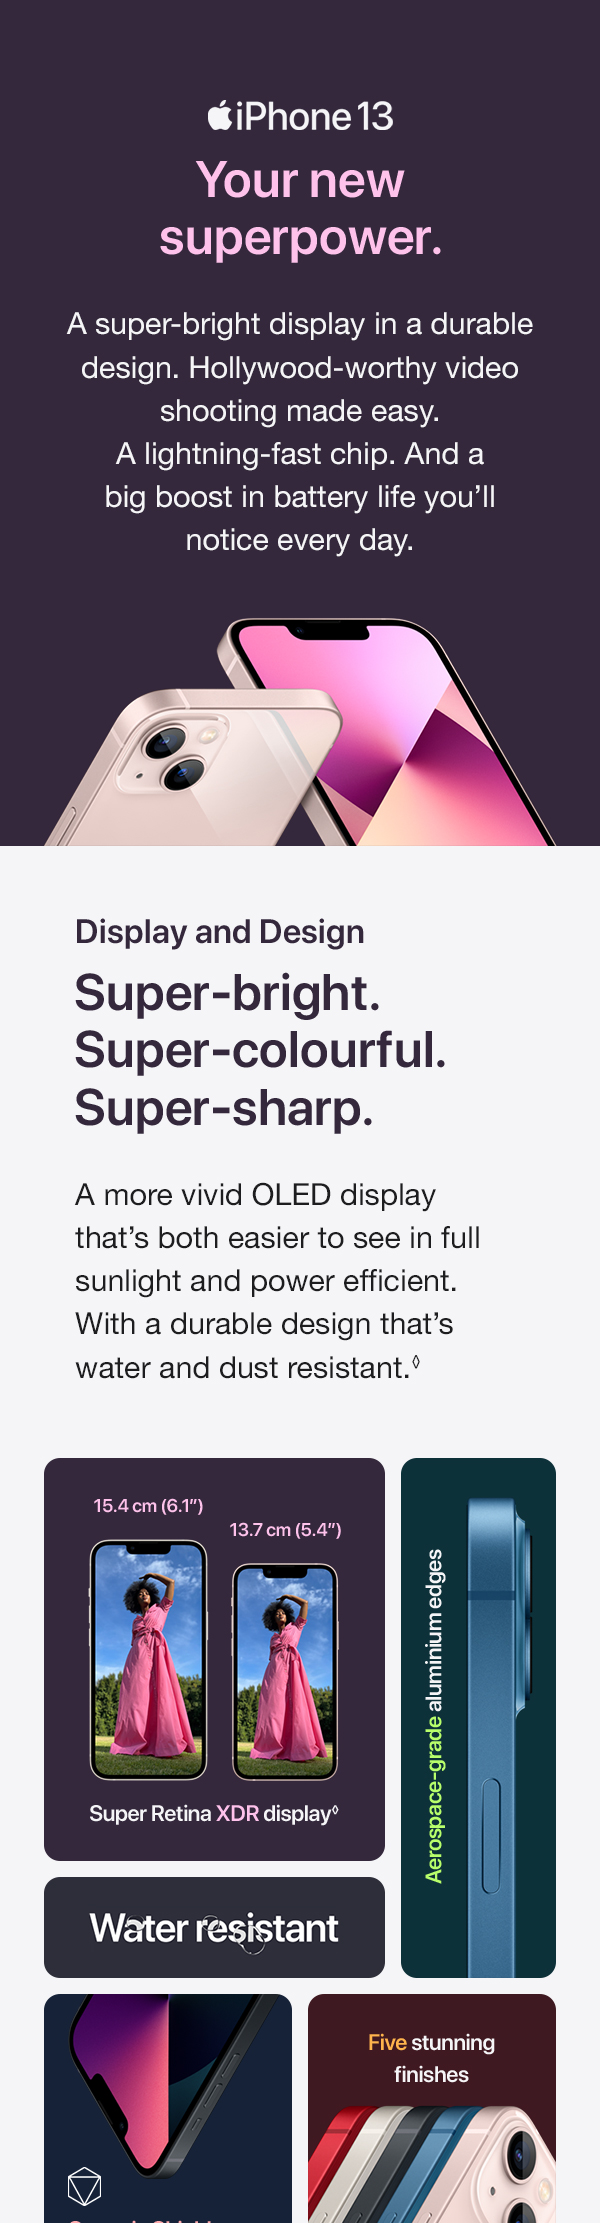 iPhone 13
Your new
superpower.
A super-bright display in a durable
design. Hollywood-worthy video
shooting made easy.
A lightning-fast chip. And a
big boost in battery life you’ll
notice every day.
Display and Design
Super-bright.
Super-colourful.
Super-sharp.
A more vivid OLED display
that’s both easier to see in full
sunlight and power efficient.
With a durable design that’s
water and dust resistant.◊
15.4 cm (6.1”)
13.7 cm (5.4”)
Super Retina XDR display◊
Aerospace-grade aluminium edges
Water resistant
Five stunning
finishes